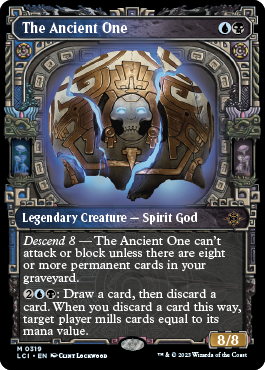 The Ancient One
Legendary Creature — Spirit God
Descend 8 — The Ancient One can't
attack or block unless there are eight
or more permanent cards in your
graveyard.
2: Draw a card, then discard a
card. When you discard a card this way,
target player mills cards equal to its
mana value.
8/8
M 0319
LCI • EN Clint Lockwood
™ & © 2023 Wizards of the Coast